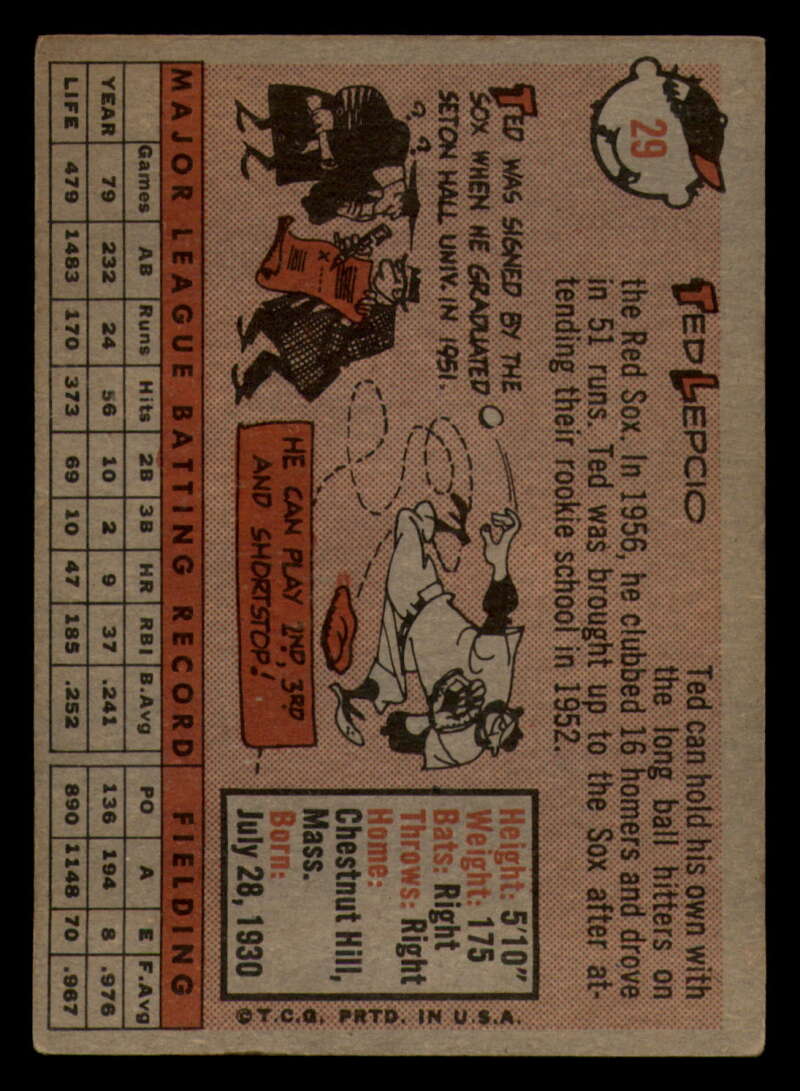 29
TED LEPCIO
Ted can hold his own with
the long ball hitters on
the Red Sox. In 1956, he clubbed 16 homers and drove
in 51 runs. Ted was brought up to the Sox after at-
tending their rookie school in 1952.
TED WAS SIGNED BY THE
SOX WHEN HE GRADUATED
SETON HALL UNIV. IN 1951.
??
X
HE CAN PLAY 2ND, 3RD
AND SHORTSTOP!
Height: 5'10"
Weight: 175
Bats: Right
Throws: Right
Home:
Chestnut Hill,
Mass.
Born:
July 28, 1930
© T.C.G. PRTD. IN U.S.A.
MAJOR LEAGUE BATTING RECORD FIELDING
Games AB Runs Hits 2B 3B HR RBI B.Avg PO A E F.Avg
YEAR 79 232 24 56 10 2 9 37 .241 136 194 8 .976
LIFE 479 1483 170 373 69 10 47 185 .252 890 1148 70 .967